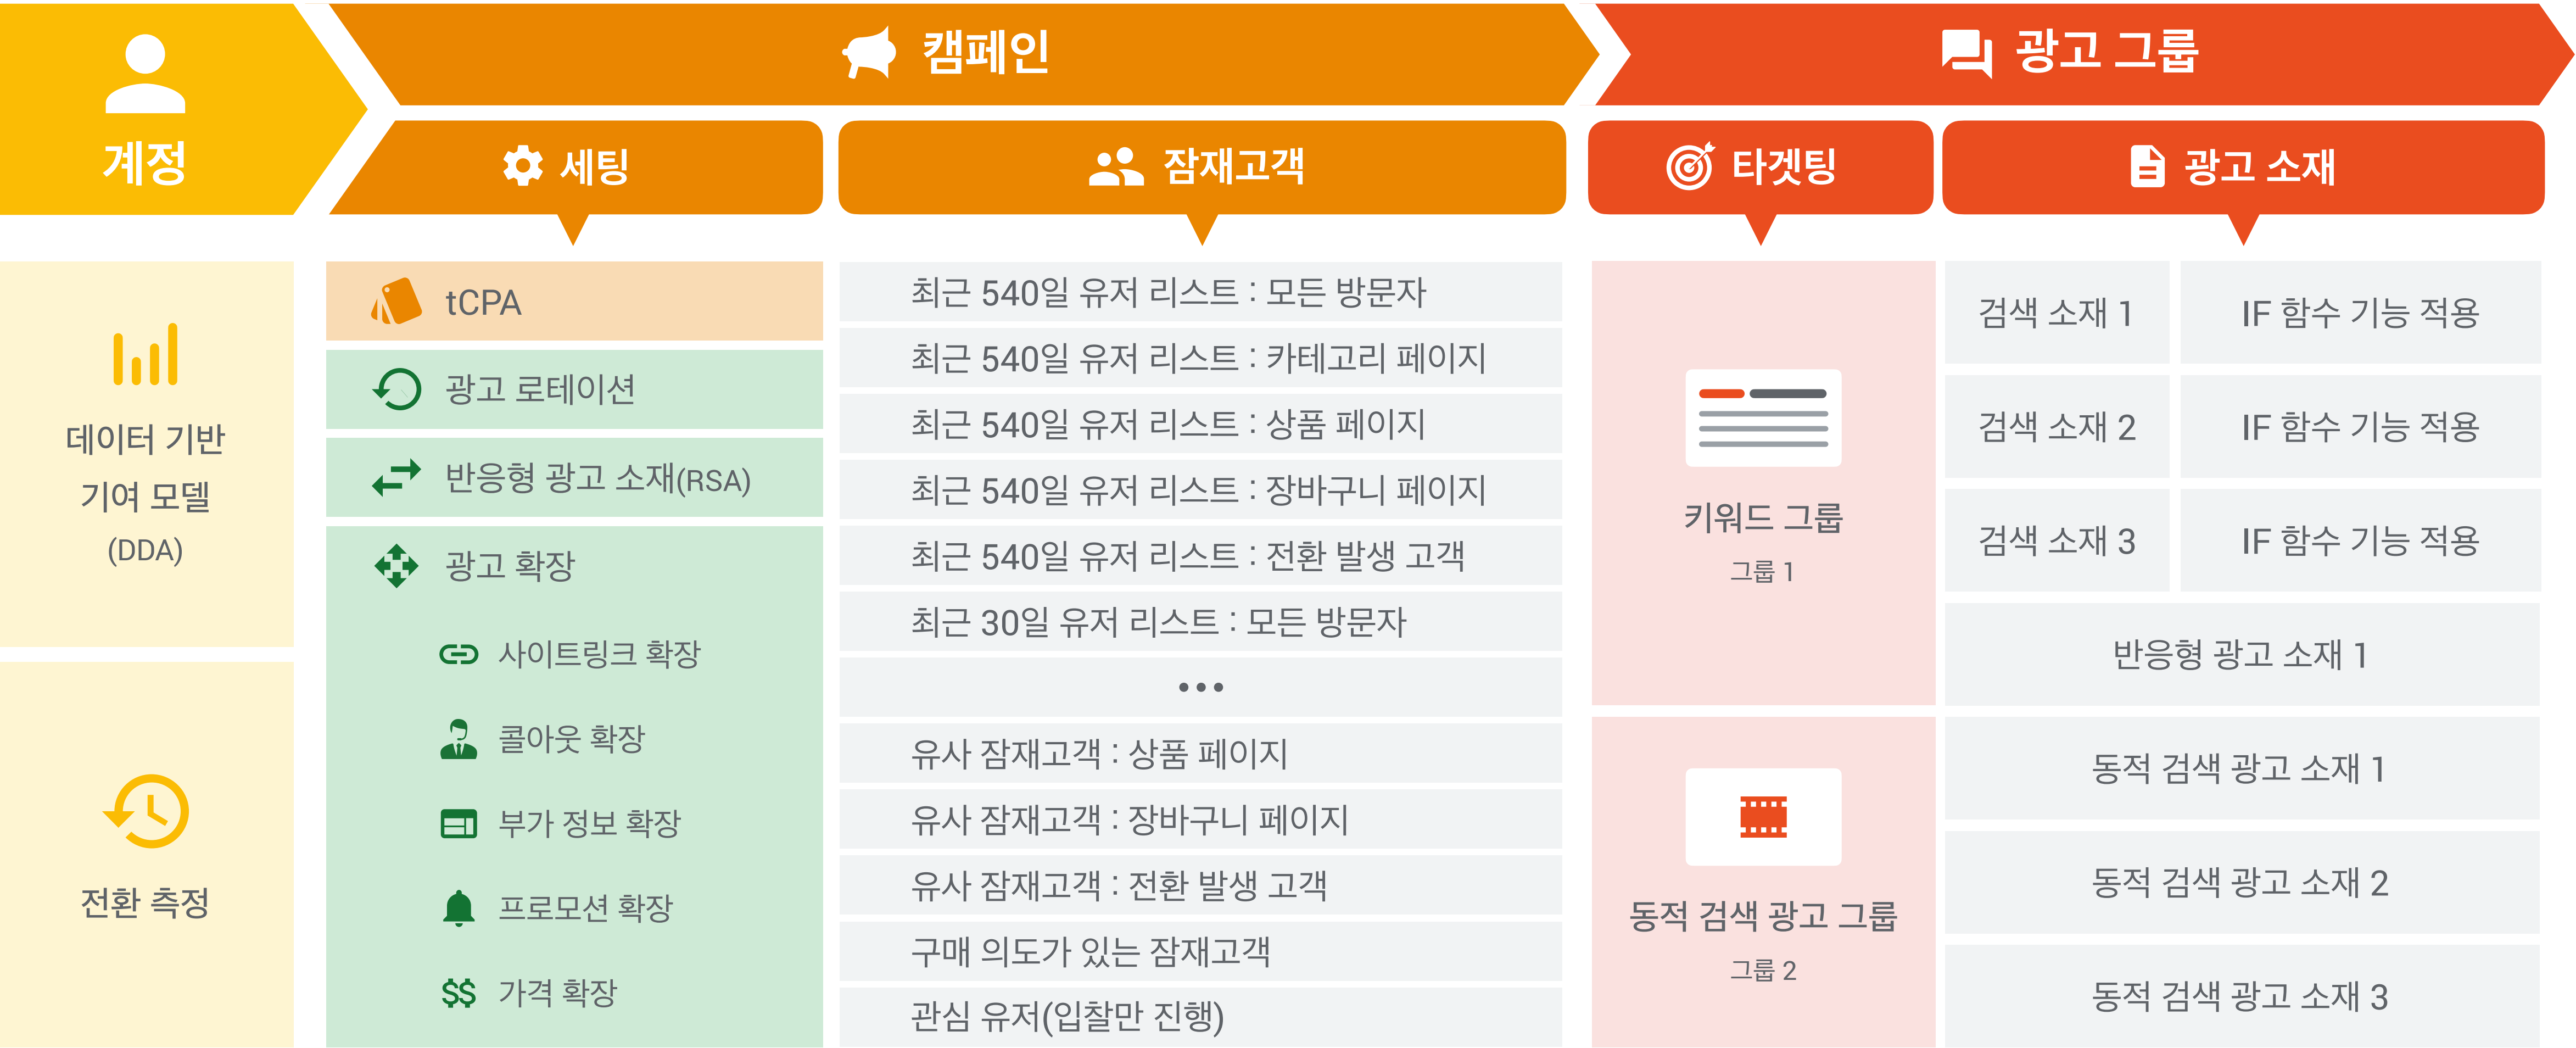 계정
캠페인
광고 그룹
세팅
잠재고객
타겟팅
광고 소재
데이터 기반
기여 모델
(DDA)
전환 측정
tCPA
광고 로테이션
반응형 광고 소재(RSA)
광고 확장
사이트링크 확장
콜아웃 확장
부가 정보 확장
프로모션 확장
$$ 가격 확장
최근 540일 유저 리스트 : 모든 방문자
최근 540일 유저 리스트 : 카테고리 페이지
최근 540일 유저 리스트 : 상품 페이지
최근 540일 유저 리스트 : 장바구니 페이지
최근 540일 유저 리스트 : 전환 발생 고객
최근 30일 유저 리스트 : 모든 방문자
•••
유사 잠재고객 : 상품 페이지
유사 잠재고객 : 장바구니 페이지
유사 잠재고객 : 전환 발생 고객
구매 의도가 있는 잠재고객
관심 유저(입찰만 진행)
키워드 그룹
그룹 1
동적 검색 광고 그룹
그룹 2
검색 소재 1
IF 함수 기능 적용
검색 소재 2
IF 함수 기능 적용
검색 소재 3
IF 함수 기능 적용
반응형 광고 소재 1
동적 검색 광고 소재 1
동적 검색 광고 소재 2
동적 검색 광고 소재 3